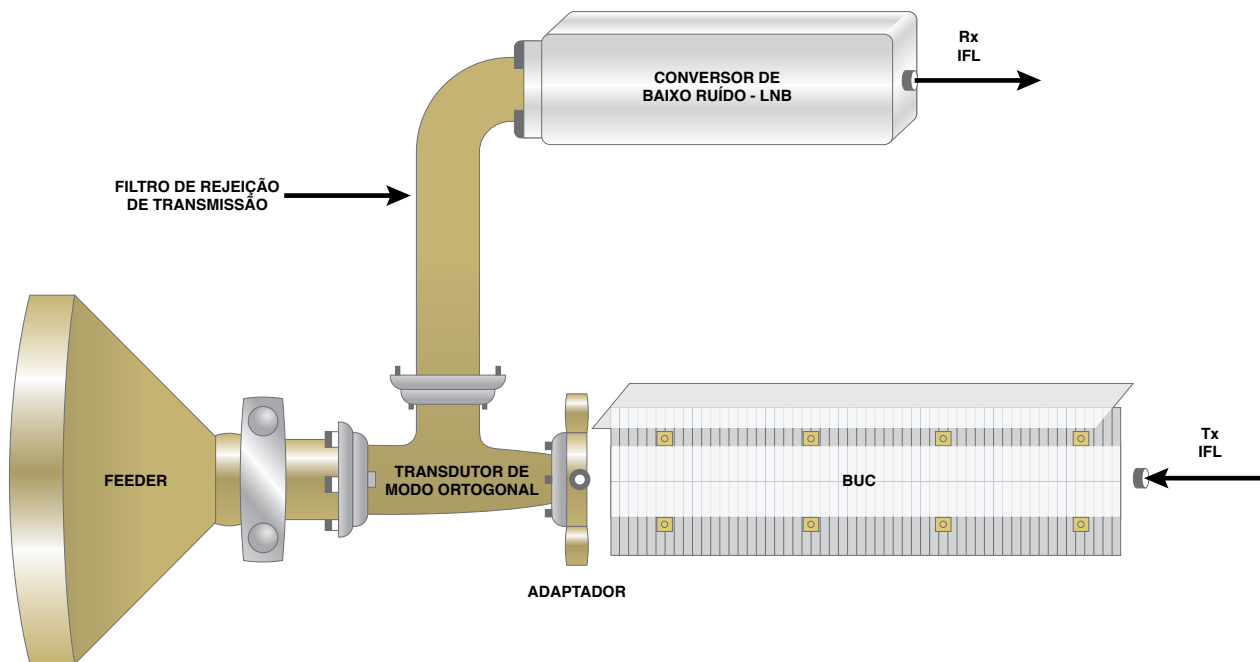 Rx
IFL
CONVERSOR DE
BAIXO RUÍDO - LNB
FILTRO DE REJEIÇÃO
DE TRANSMISSÃO
FEEDER
TRANSDUTOR DE
MODO ORTOGONAL
BUC
Tx
IFL
ADAPTADOR